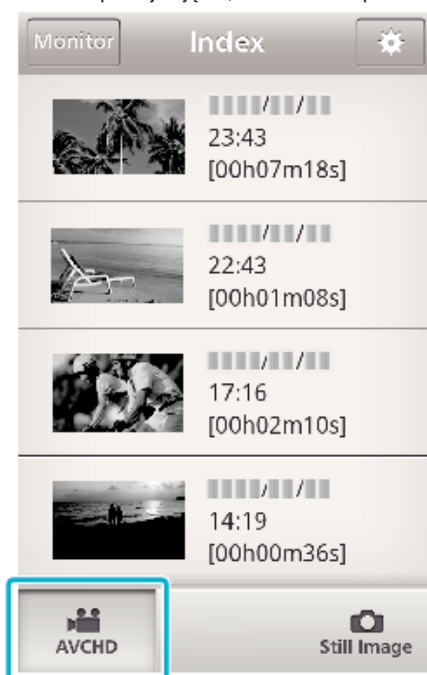 Monitor Index
23:43
[00h07m18s]
22:43
[00h01m08s]
17:16
[00h02m10s]
14:19
[00h00m36s]
AVCHD Still Image